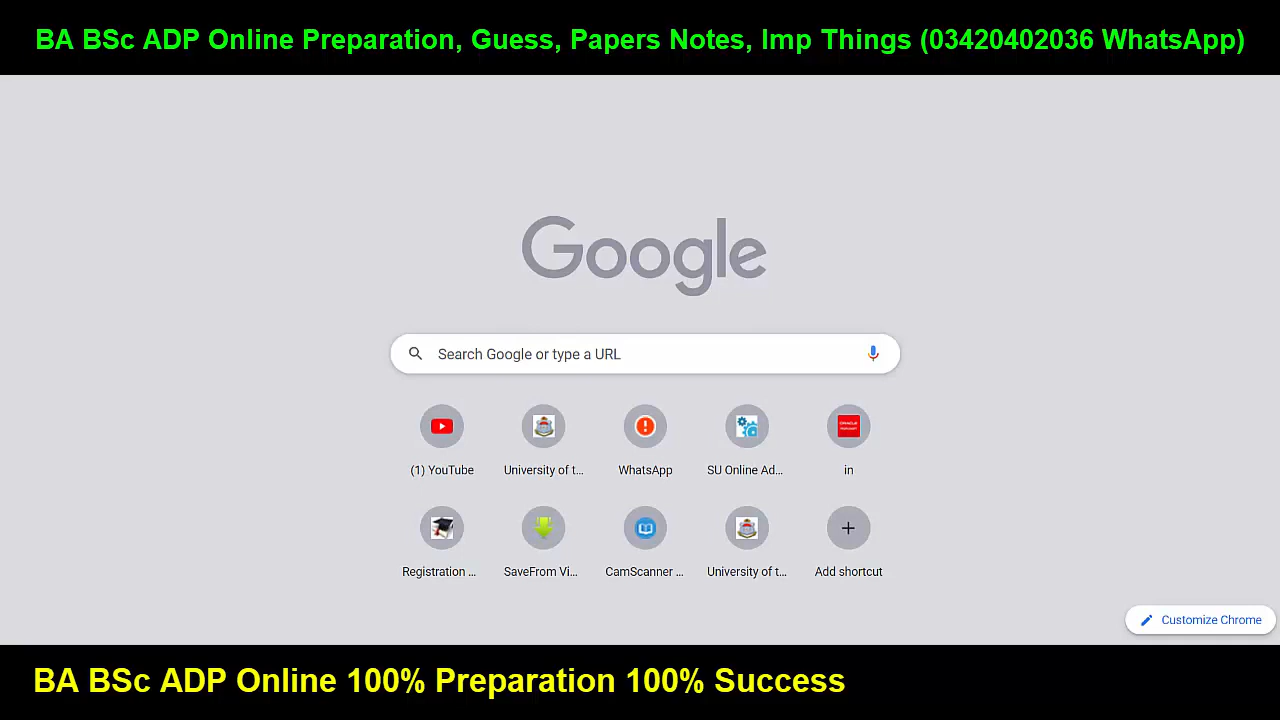 BA BSc ADP Online Preparation, Guess, Papers Notes, Imp Things (03420402036 WhatsApp)
Google
Search Google or type a URL
(1) YouTube
University of t...
WhatsApp
SU Online Ad...
in
Registration ...
SaveFrom Vi...
CamScanner ...
University of t...
Add shortcut
Customize Chrome
BA BSc ADP Online 100% Preparation 100% Success